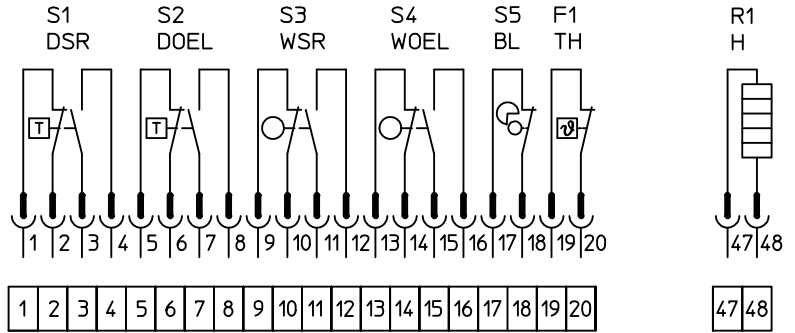 S1 S2 S3 S4 S5 F1 R1
DSR DOEL WSR WOEL BL TH H
T T ϑ
1 2 3 4 5 6 7 8 9 10 11 12 13 14 15 16 17 18 19 20 47 48
1 2 3 4 5 6 7 8 9 10 11 12 13 14 15 16 17 18 19 20 47 48